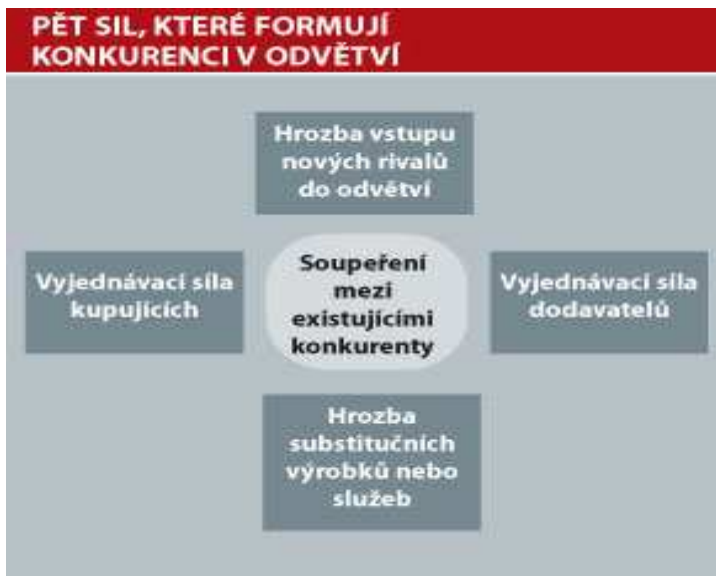 PĚT SIL, KTERÉ FORMUJÍ
KONKURENCI V ODVĚTVÍ
Hrozba vstupu
nových rivalů
do odvětví
Vyjednávací síla
kupujících
Soupeření
mezi
existujícími
konkurenty
Vyjednávací síla
dodavatelů
Hrozba
substitučních
výrobků nebo
služeb